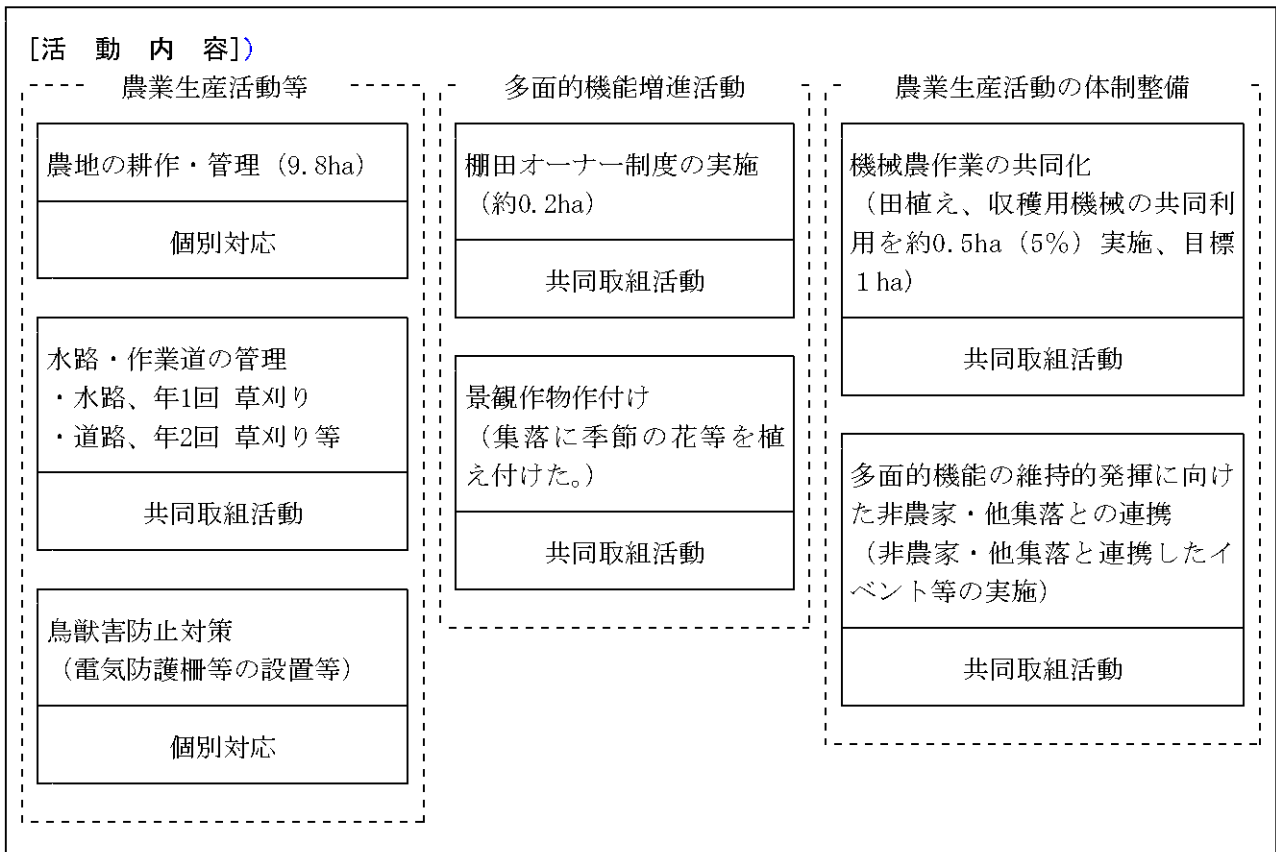 [活　動　内　容])
農業生産活動等
農地の耕作・管理（9.8ha）
個別対応
水路・作業道の管理
・水路、年1回 草刈り
・道路、年2回 草刈り等
共同取組活動
鳥獣害防止対策
（電気防護柵等の設置等）
個別対応
多面的機能増進活動
棚田オーナー制度の実施
（約0.2ha）
共同取組活動
景観作物作付け
（集落に季節の花等を植
え付けた。）
共同取組活動
農業生産活動の体制整備
機械農作業の共同化
（田植え、収穫用機械の共同利
用を約0.5ha（5%）実施、目標
１ha）
共同取組活動
多面的機能の維持的発揮に向け
た非農家・他集落との連携
（非農家・他集落と連携したイ
ベント等の実施）
共同取組活動